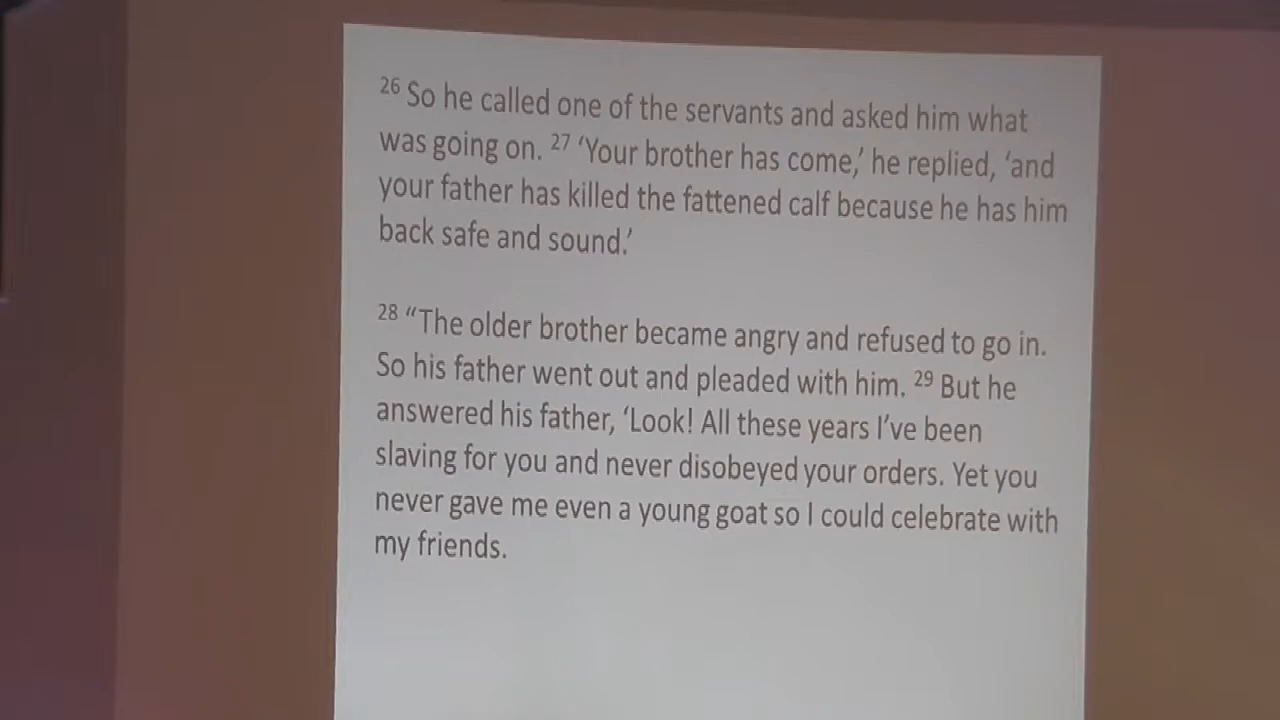 26 So he called one of the servants and asked him what
was going on. 27 ‘Your brother has come,’ he replied, ‘and
your father has killed the fattened calf because he has him
back safe and sound.’
28 “The older brother became angry and refused to go in.
So his father went out and pleaded with him. 29 But he
answered his father, ‘Look! All these years I’ve been
slaving for you and never disobeyed your orders. Yet you
never gave me even a young goat so I could celebrate with
my friends.